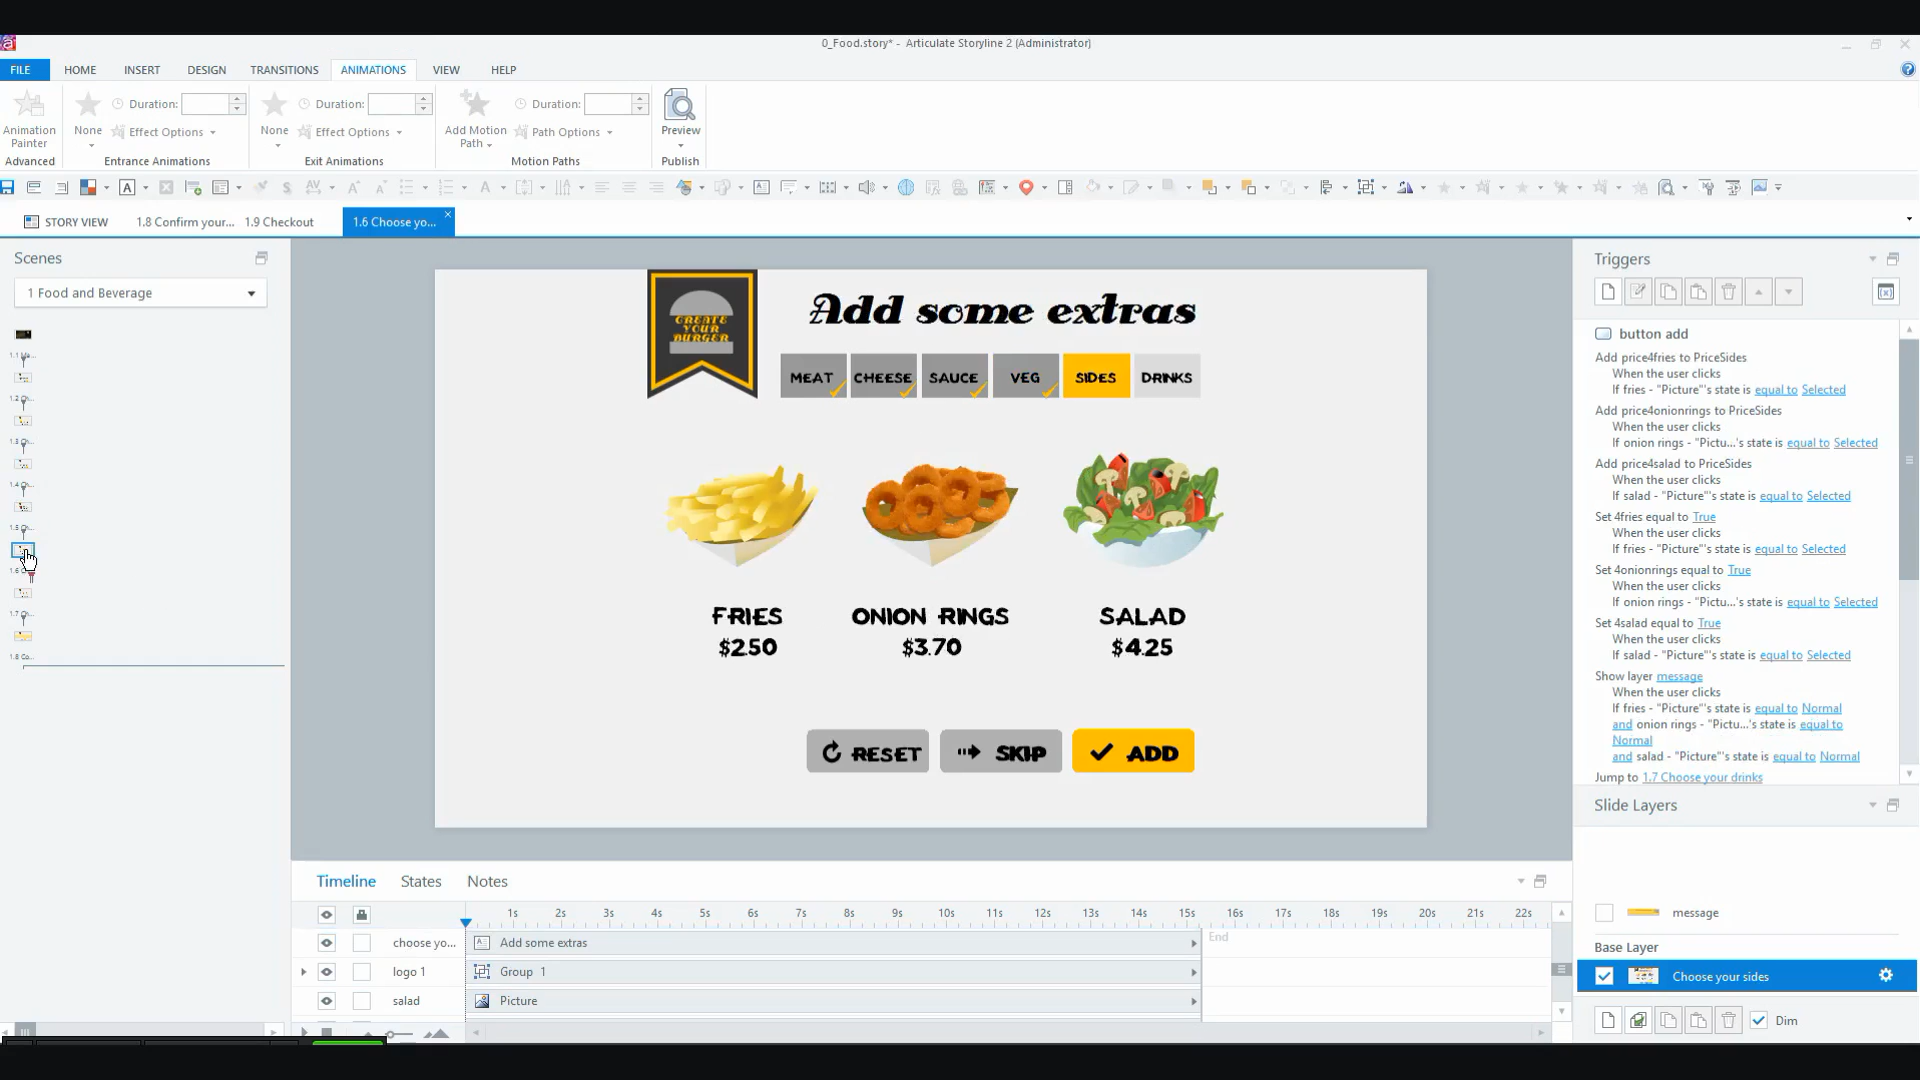 0_Food.story* - Articulate Storyline 2 (Administrator)
FILE HOME INSERT DESIGN TRANSITIONS ANIMATIONS VIEW HELP
Animation Painter
None
Duration:
Effect Options
None
Duration:
Effect Options
Add Motion Path
Duration:
Path Options
Preview
Advanced
Entrance Animations
Exit Animations
Motion Paths
Publish
STORY VIEW
1.8 Confirm your...
1.9 Checkout
1.6 Choose yo...
Scenes
1 Food and Beverage
CREATE
YOUR
BURGER
Add some extras
MEAT CHEESE SAUCE VEG SIDES DRINKS
FRIES
$2.50
ONION RINGS
$3.70
SALAD
$4.25
RESET
SKIP
ADD
Timeline States Notes
1s 2s 3s 4s 5s 6s 7s 8s 9s 10s 11s 12s 13s 14s 15s 16s 17s 18s 19s 20s 21s 22s
choose yo... Add some extras End
logo 1 Group 1
salad Picture
Triggers
button add
Add price4fries to PriceSides
When the user clicks
If fries - "Picture"'s state is equal to Selected
Add price4onionrings to PriceSides
When the user clicks
If onion rings - "Pictu...'s state is equal to Selected
Add price4salad to PriceSides
When the user clicks
If salad - "Picture"'s state is equal to Selected
Set 4fries equal to True
When the user clicks
If fries - "Picture"'s state is equal to Selected
Set 4onionrings equal to True
When the user clicks
If onion rings - "Pictu...'s state is equal to Selected
Set 4salad equal to True
When the user clicks
If salad - "Picture"'s state is equal to Selected
Show layer message
When the user clicks
If fries - "Picture"'s state is equal to Normal
and onion rings - "Pictu...'s state is equal to
Normal
and salad - "Picture"'s state is equal to Normal
Jump to 1.7 Choose your drinks
Slide Layers
message
Base Layer
Choose your sides
Dim